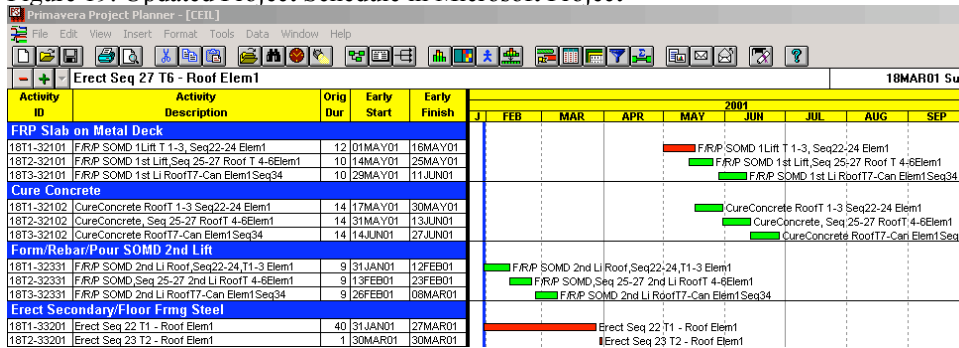 Figure 19: Updated Project Schedule in Microsoft Project
Primavera Project Planner - [CEIL]
File Edit View Insert Format Tools Data Window Help
Erect Seq 27 T6 - Roof Elem1 18MAR01 Su
Activity ID Activity Description Orig Dur Early Start Early Finish
2001
J FEB MAR APR MAY JUN JUL AUG SEP
FRP Slab on Metal Deck
18T1-32101 F/R/P SOMD 1Lift T 1-3, Seq22-24 Elem1 12 01MAY01 16MAY01 F/R/P SOMD 1Lift T 1-3, Seq22-24 Elem1
18T2-32101 F/R/P SOMD 1st Lift,Seq 25-27 Roof T 4-6Elem1 10 14MAY01 25MAY01 F/R/P SOMD 1st Lift,Seq 25-27 Roof T 4-6Elem1
18T3-32101 F/R/P SOMD 1st Li RoofT7-Can Elem1Seq34 10 29MAY01 11JUN01 F/R/P SOMD 1st Li RoofT7-Can Elem1Seq34
Cure Concrete
18T1-32102 CureConcrete RoofT 1-3 Seq22-24 Elem1 14 17MAY01 30MAY01 CureConcrete RoofT 1-3 Seq22-24 Elem1
18T2-32102 CureConcrete, Seq 25-27 RoofT 4-6Elem1 14 31MAY01 13JUN01 CureConcrete, Seq 25-27 RoofT 4-6Elem1
18T3-32102 CureConcrete RoofT7-Can Elem1Seq34 14 14JUN01 27JUN01 CureConcrete RoofT7-Can Elem1Seq
Form/Rebar/Pour SOMD 2nd Lift
18T1-32331 F/R/P SOMD 2nd Li Roof,Seq22-24,T1-3 Elem1 9 31JAN01 12FEB01 F/R/P SOMD 2nd Li Roof,Seq22-24,T1-3 Elem1
18T2-32331 F/R/P SOMD,Seq 25-27 2nd Li RoofT 4-6Elem1 9 13FEB01 23FEB01 F/R/P SOMD,Seq 25-27 2nd Li RoofT 4-6Elem1
18T3-32331 F/R/P SOMD 2nd Li RoofT7-Can Elem1Seq34 9 26FEB01 08MAR01 F/R/P SOMD 2nd Li RoofT7-Can Elem1Seq34
Erect Secondary/Floor Frmg Steel
18T1-33201 Erect Seq 22 T1 - Roof Elem1 40 31JAN01 27MAR01 Erect Seq 22 T1 - Roof Elem1
18T2-33201 Erect Seq 23 T2 - Roof Elem1 1 30MAR01 30MAR01 Erect Seq 23 T2 - Roof Elem1